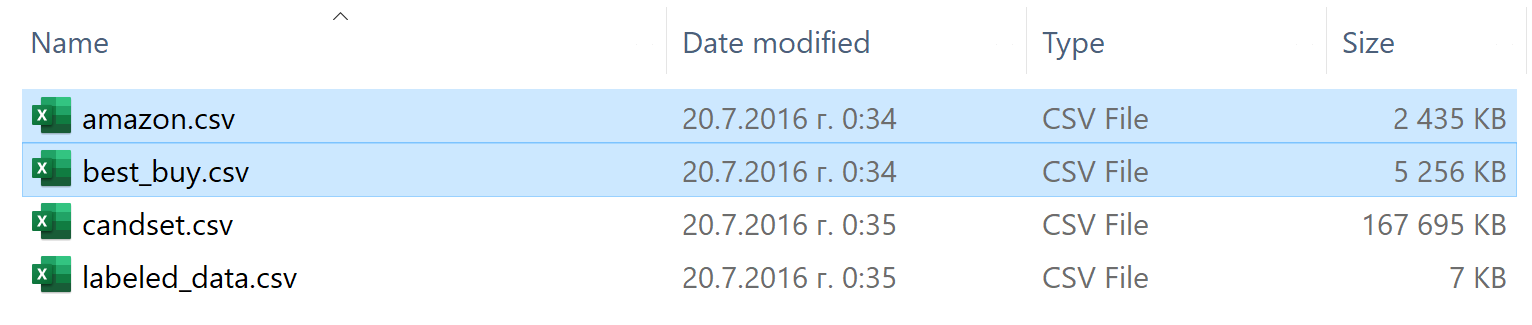 Name Date modified Type Size
X amazon.csv 20.7.2016 г. 0:34 CSV File 2 435 KB
X best_buy.csv 20.7.2016 г. 0:34 CSV File 5 256 KB
X candset.csv 20.7.2016 г. 0:35 CSV File 167 695 KB
X labeled_data.csv 20.7.2016 г. 0:35 CSV File 7 KB